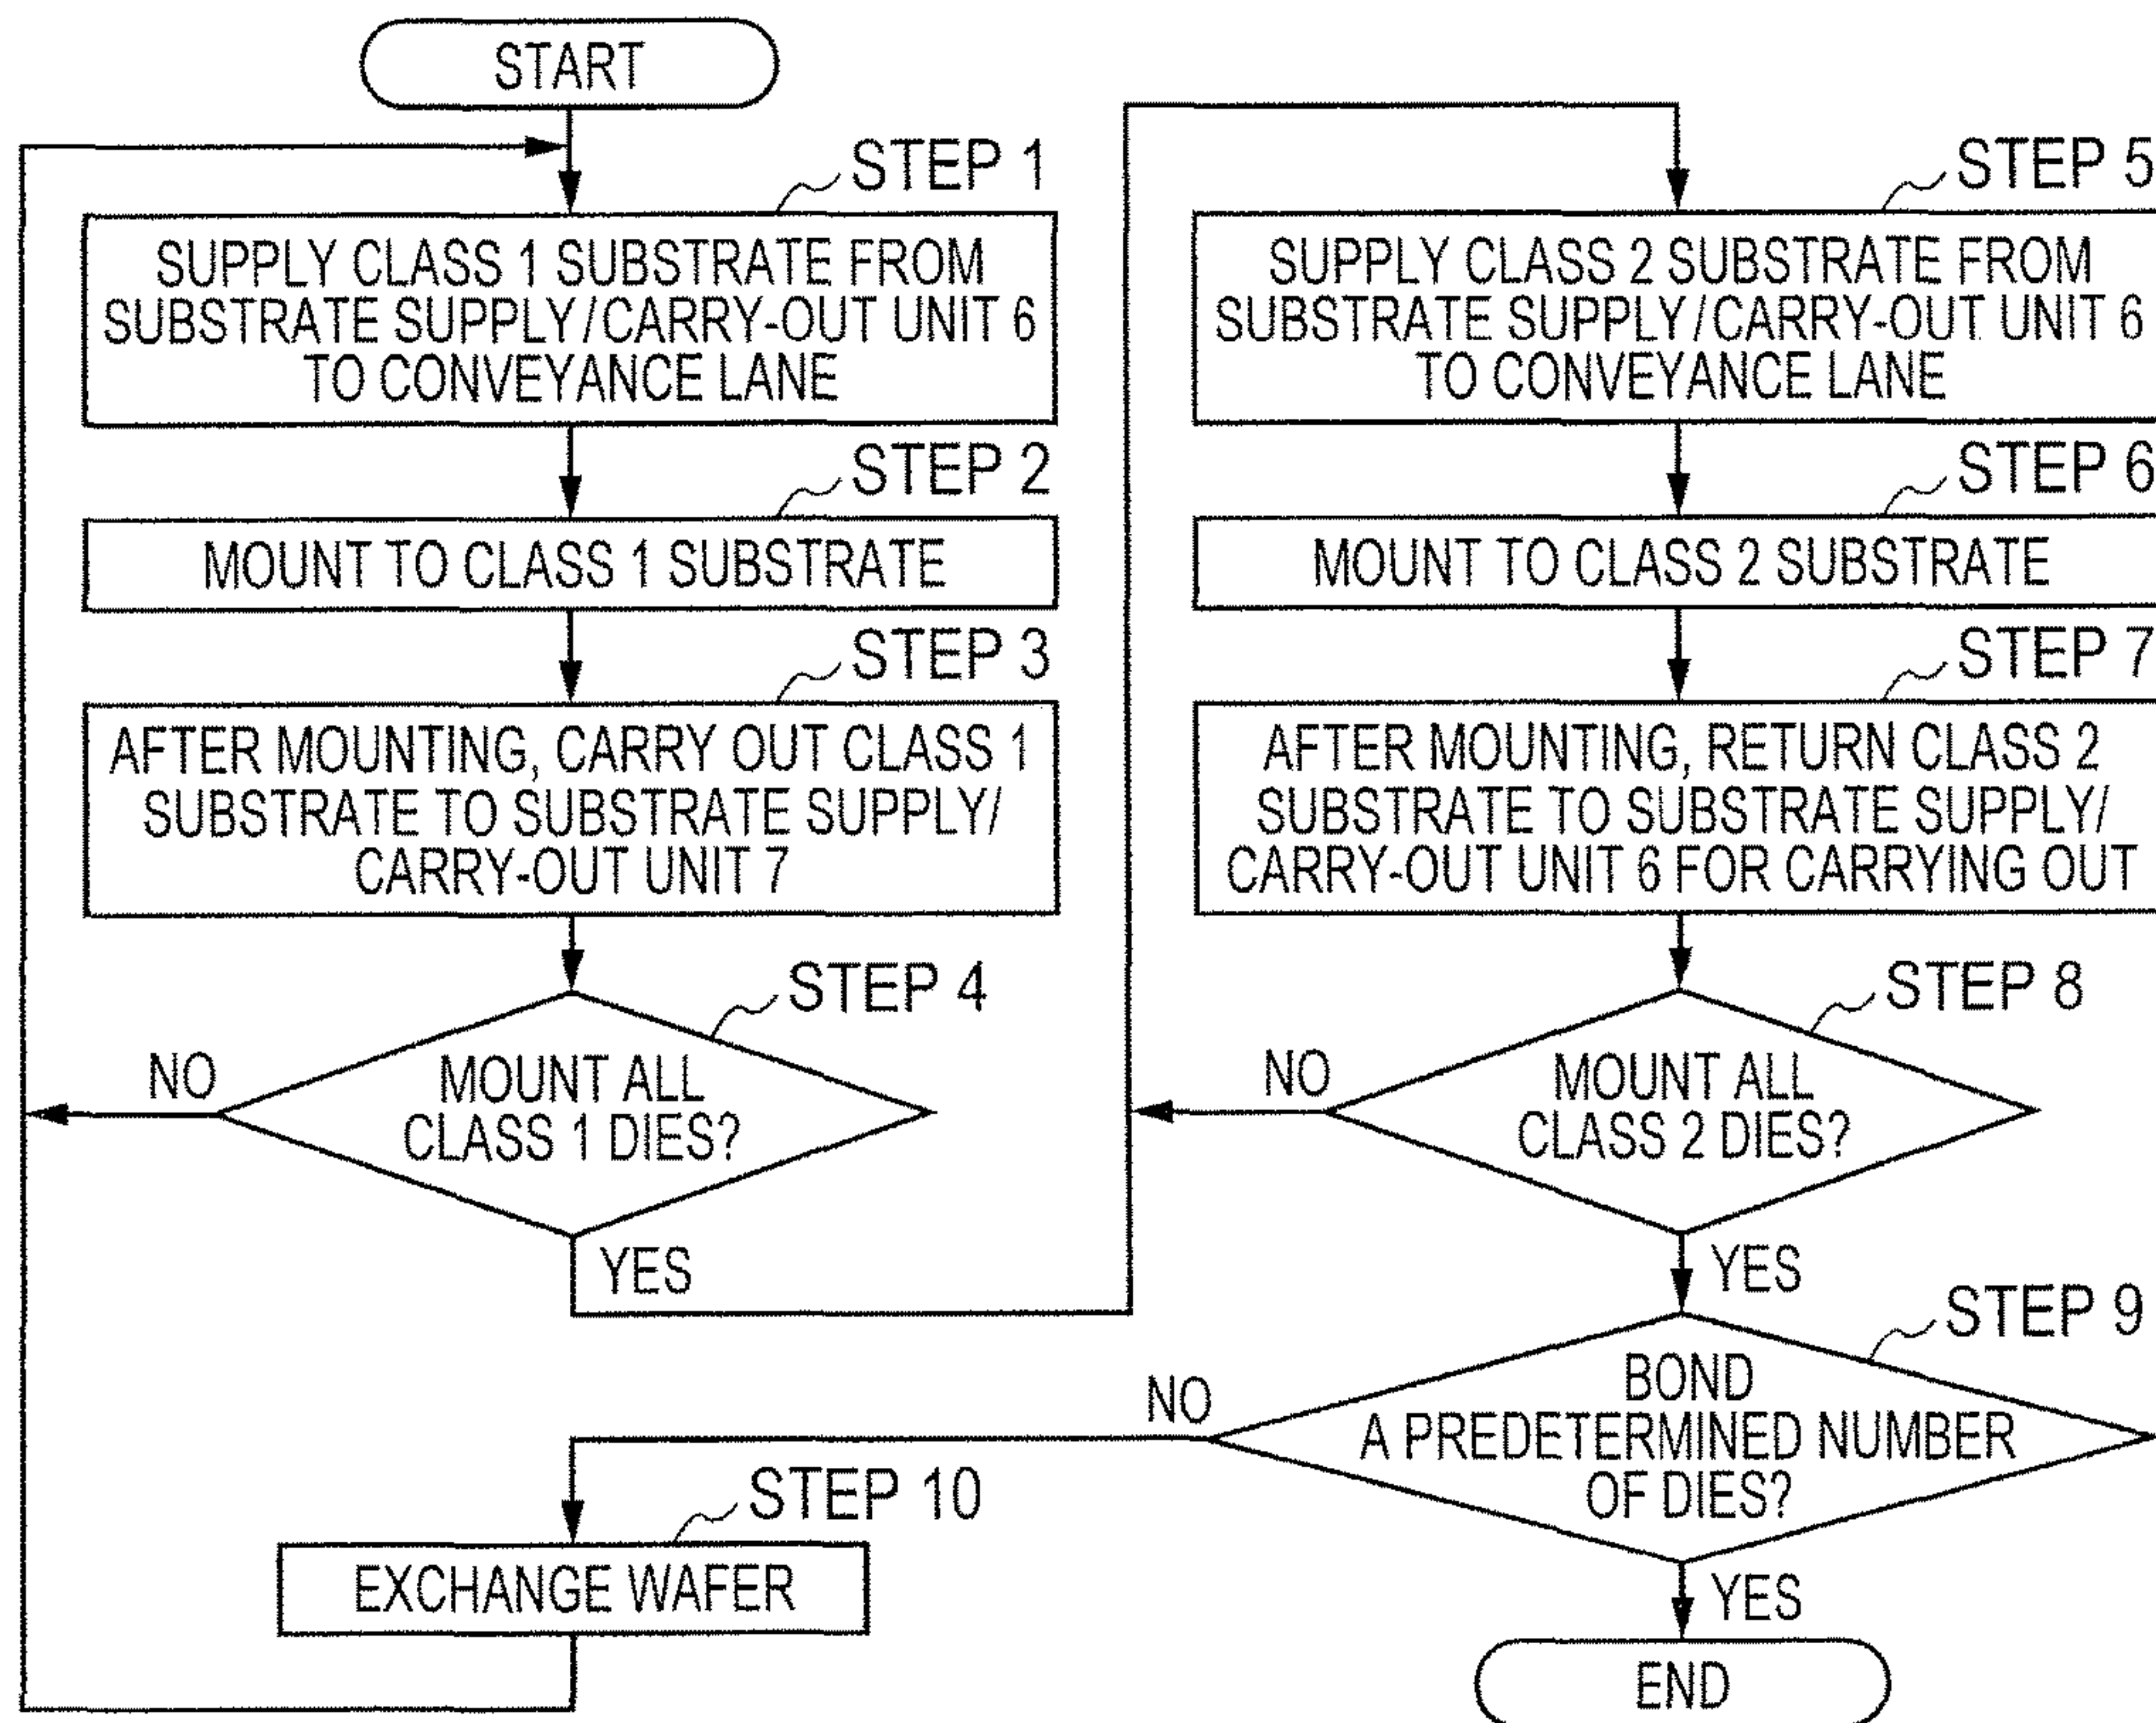 START
STEP 1
SUPPLY CLASS 1 SUBSTRATE FROM
SUBSTRATE SUPPLY/CARRY-OUT UNIT 6
TO CONVEYANCE LANE
STEP 2
MOUNT TO CLASS 1 SUBSTRATE
STEP 3
AFTER MOUNTING, CARRY OUT CLASS 1
SUBSTRATE TO SUBSTRATE SUPPLY/
CARRY-OUT UNIT 7
STEP 4
NO
MOUNT ALL
CLASS 1 DIES?
YES
STEP 5
SUPPLY CLASS 2 SUBSTRATE FROM
SUBSTRATE SUPPLY/CARRY-OUT UNIT 6
TO CONVEYANCE LANE
STEP 6
MOUNT TO CLASS 2 SUBSTRATE
STEP 7
AFTER MOUNTING, RETURN CLASS 2
SUBSTRATE TO SUBSTRATE SUPPLY/
CARRY-OUT UNIT 6 FOR CARRYING OUT
STEP 8
NO
MOUNT ALL
CLASS 2 DIES?
YES
STEP 9
NO
BOND
A PREDETERMINED NUMBER
OF DIES?
YES
STEP 10
EXCHANGE WAFER
END